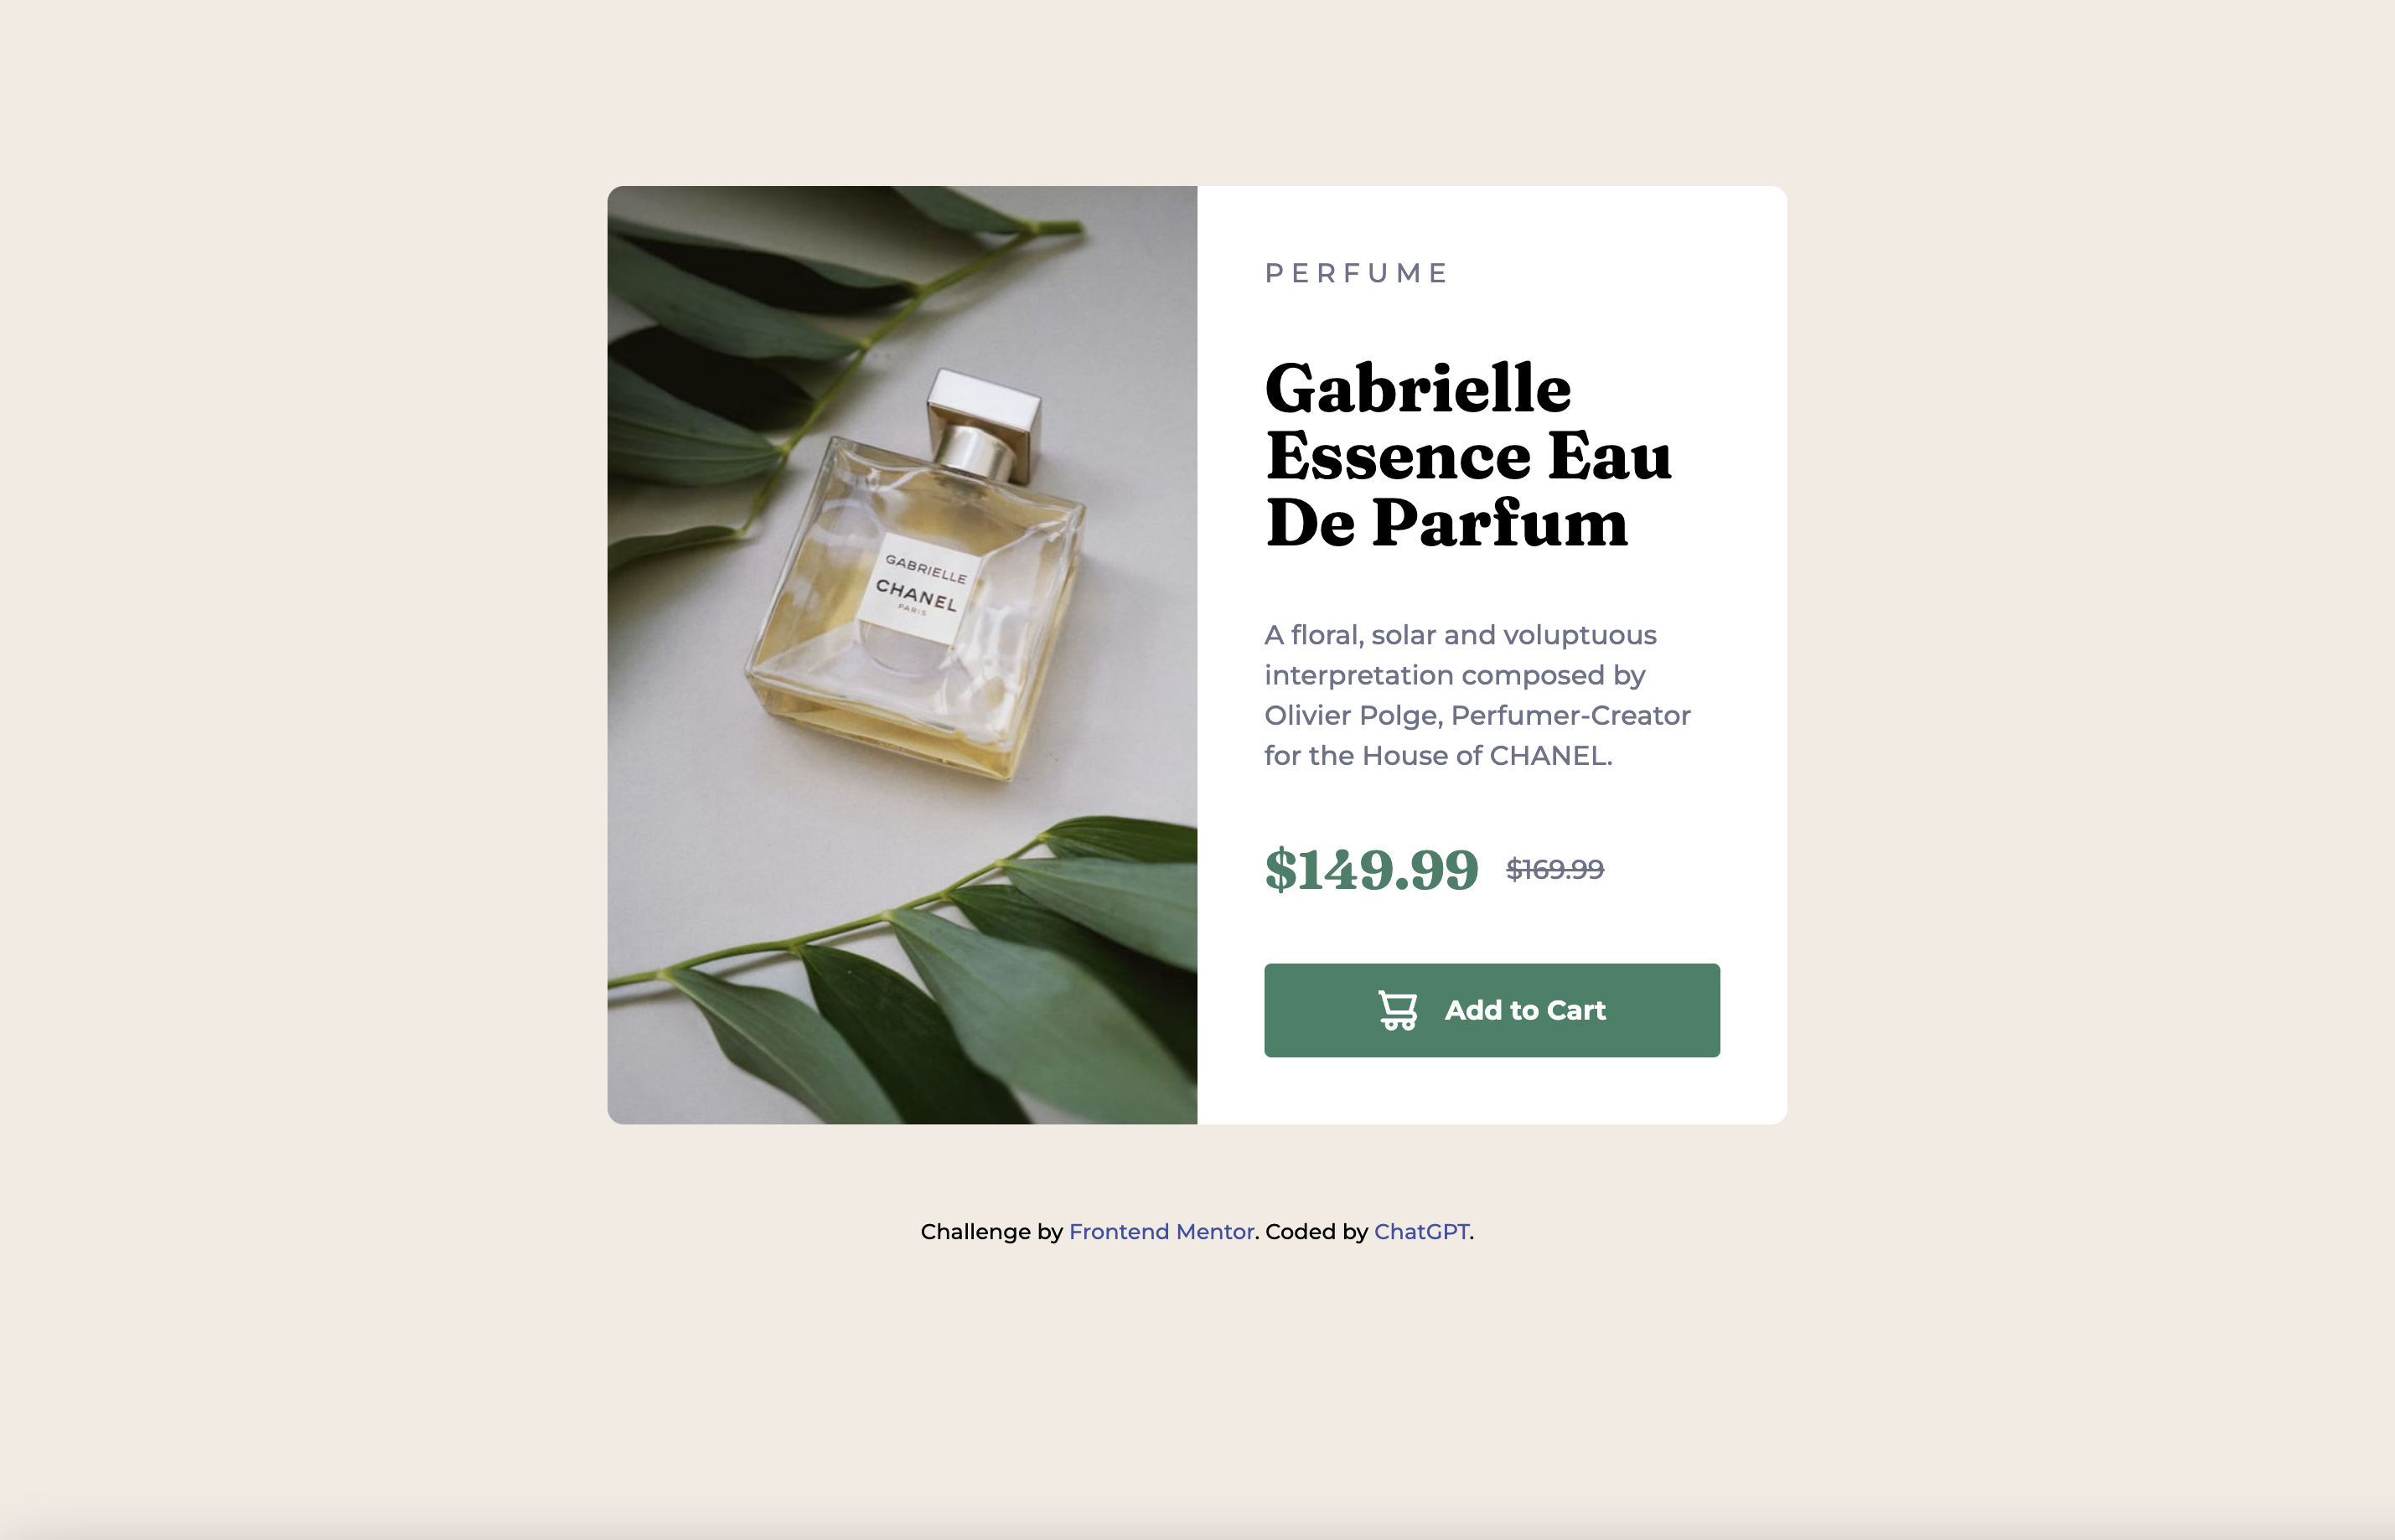 GABRIELLE
CHANEL
PARIS
PERFUME
Gabrielle
Essence Eau
De Parfum
A floral, solar and voluptuous
interpretation composed by
Olivier Polge, Perfumer-Creator
for the House of CHANEL.
$149.99 $169.99
Add to Cart
Challenge by Frontend Mentor. Coded by ChatGPT.